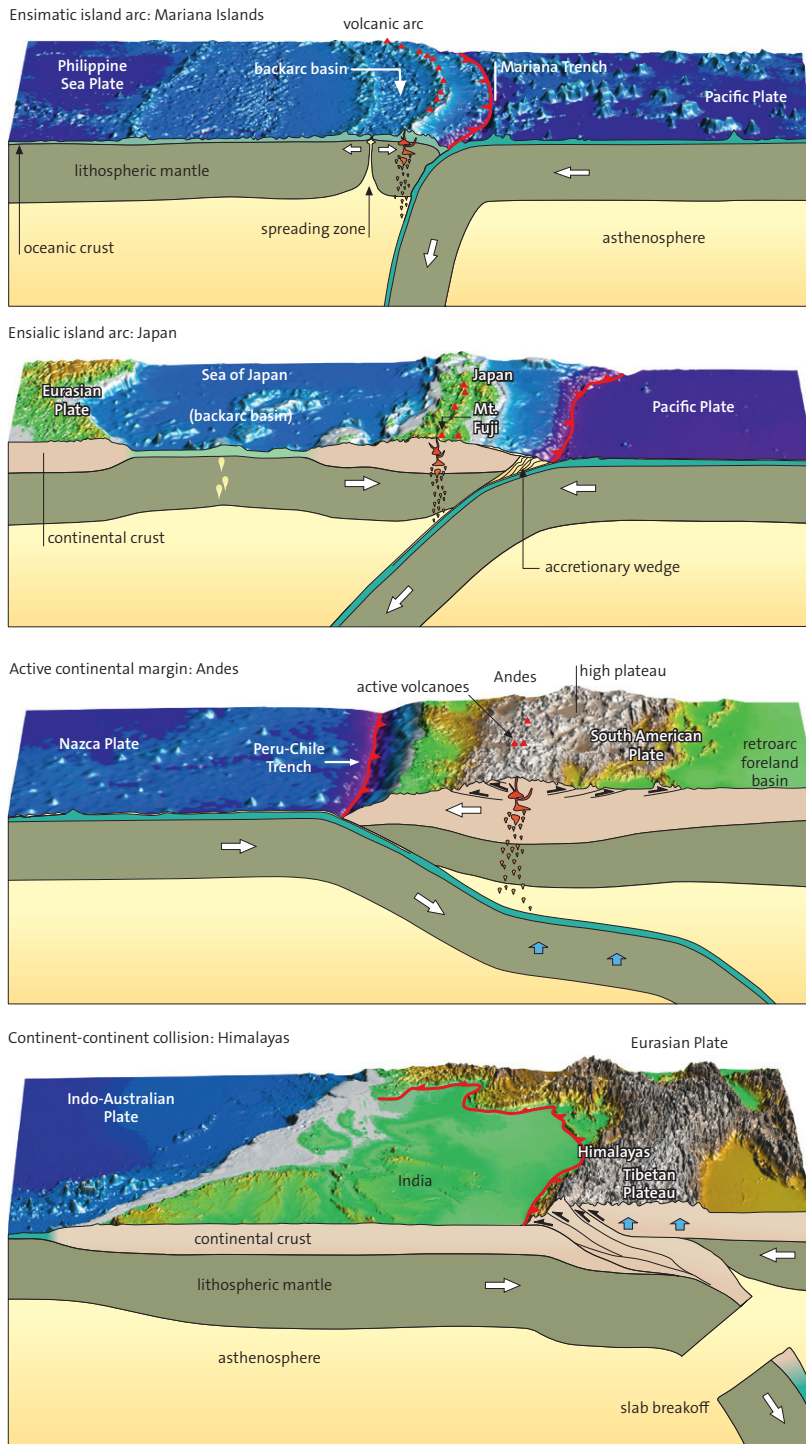 Ensimatic island arc: Mariana Islands
volcanic arc
Philippine
Sea Plate
backarc basin
Mariana Trench
Pacific Plate
lithospheric mantle
spreading zone
asthenosphere
oceanic crust
Ensialic island arc: Japan
Eurasian
Plate
Sea of Japan
(backarc basin)
Japan
Mt.
Fuji
Pacific Plate
continental crust
accretionary wedge
Active continental margin: Andes
Andes
high plateau
active volcanoes
Nazca Plate
Peru-Chile
Trench
South American
Plate
retroarc
foreland
basin
Continent-continent collision: Himalayas
Eurasian Plate
Indo-Australian
Plate
Himalayas
Tibetan
Plateau
India
continental crust
lithospheric mantle
asthenosphere
slab breakoff